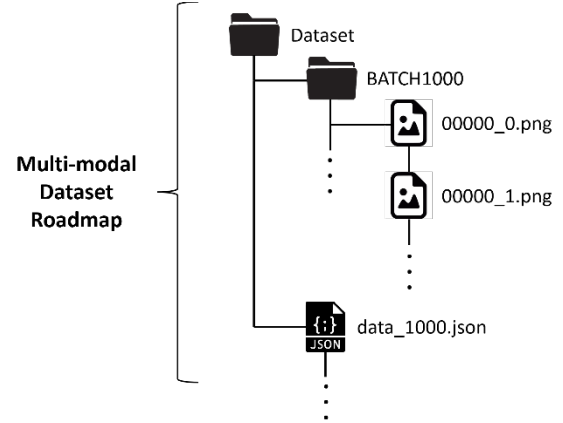 Dataset
BATCH1000
00000_0.png
Multi-modal
Dataset
Roadmap
00000_1.png
{;}
JSON
data_1000.json